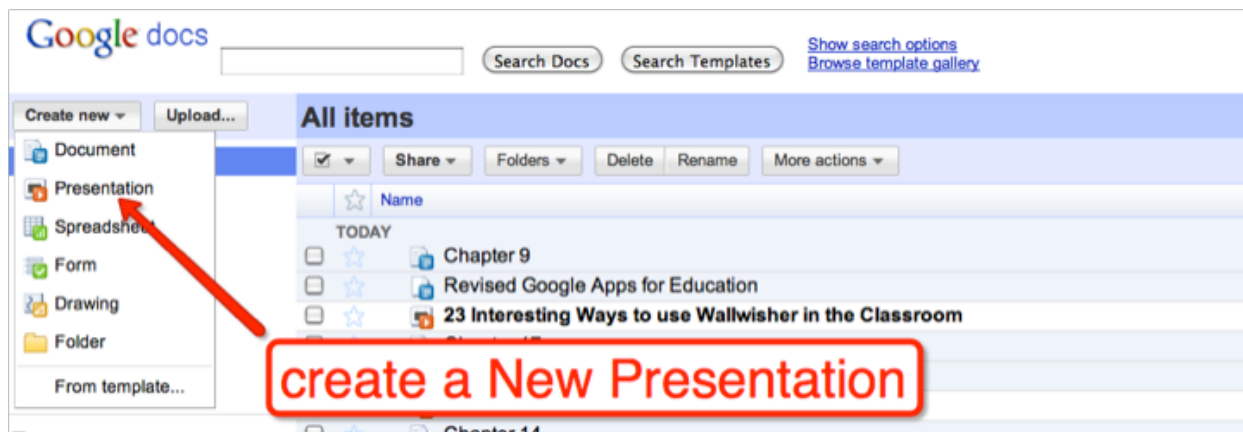 Google docs
Search Docs
Search Templates
Show search options
Browse template gallery
Create new
Upload...
All items
Document
Presentation
Spreadsheet
Form
Drawing
Folder
From template...
Share
Folders
Delete
Rename
More actions
Name
TODAY
Chapter 9
Revised Google Apps for Education
23 Interesting Ways to use Wallwisher in the Classroom
create a New Presentation
Chapter 14